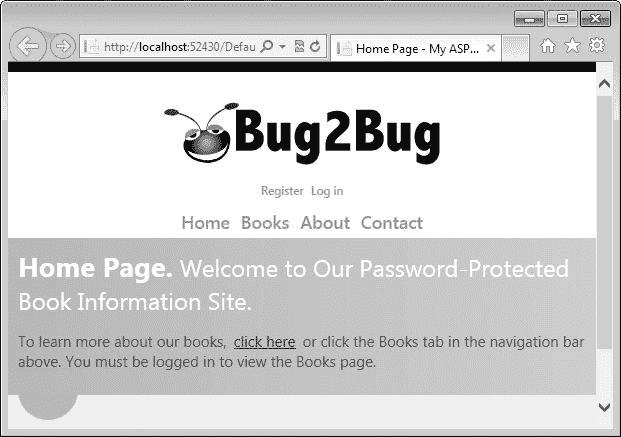 http://localhost:52430/Defau
Home Page - My ASP...
Bug2Bug
Register Log in
Home Books About Contact
Home Page. Welcome to Our Password-Protected
Book Information Site.
To learn more about our books, click here or click the Books tab in the navigation bar
above. You must be logged in to view the Books page.